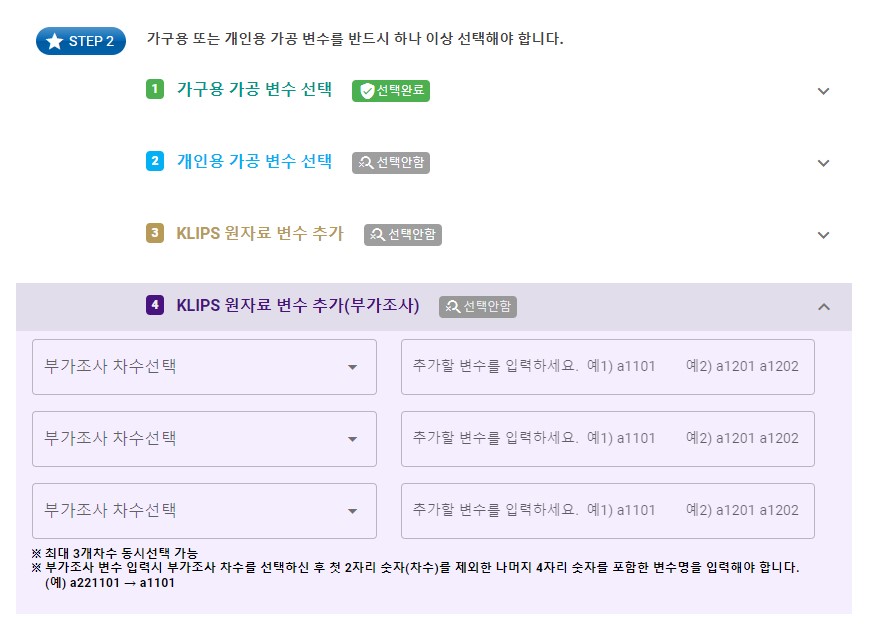 STEP 2 가구용 또는 개인용 가공 변수를 반드시 하나 이상 선택해야 합니다.
1 가구용 가공 변수 선택 선택완료
2 개인용 가공 변수 선택 선택안함
3 KLIPS 원자료 변수 추가 선택안함
4 KLIPS 원자료 변수 추가(부가조사) 선택안함
부가조사 차수선택 추가할 변수를 입력하세요. 예1) a1101 예2) a1201 a1202
부가조사 차수선택 추가할 변수를 입력하세요. 예1) a1101 예2) a1201 a1202
부가조사 차수선택 추가할 변수를 입력하세요. 예1) a1101 예2) a1201 a1202
※ 최대 3개차수 동시선택 가능
※ 부가조사 변수 입력시 부가조사 차수를 선택하신 후 첫 2자리 숫자(차수)를 제외한 나머지 4자리 숫자를 포함한 변수명을 입력해야 합니다.
(예) a221101 → a1101